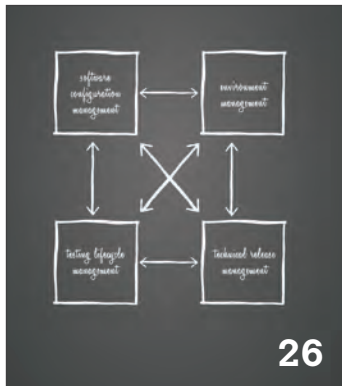 software
configuration
management
environment
management
testing lifecycle
management
technical release
management
26